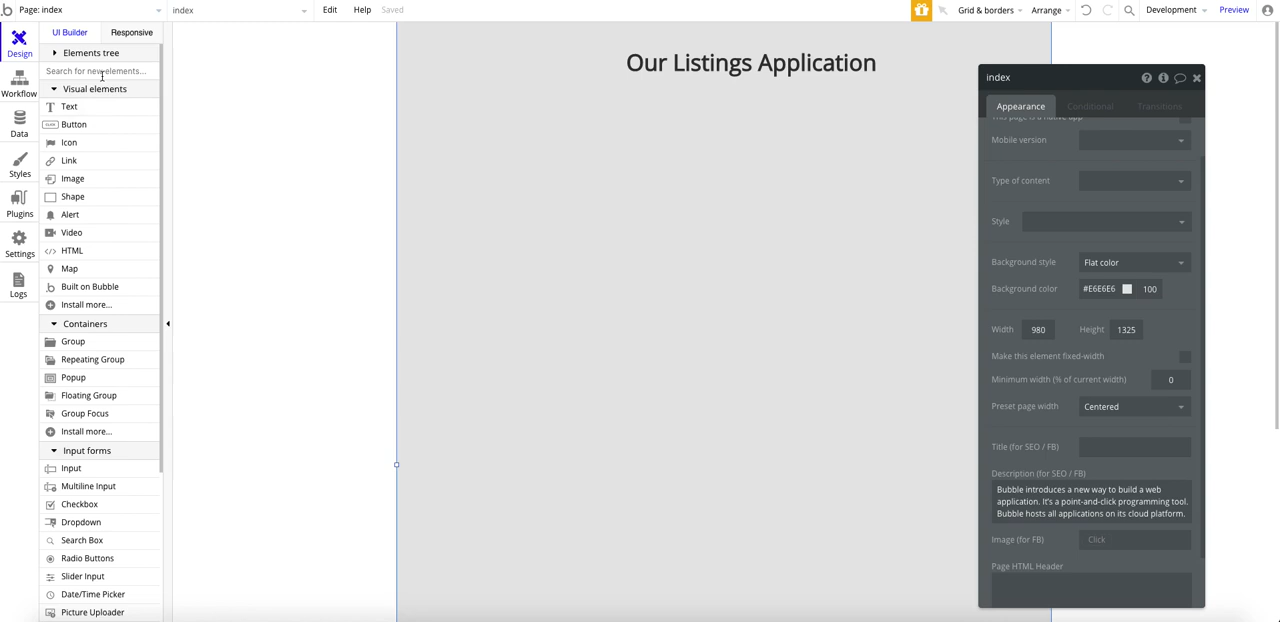 Page: index
index
Edit
Help
Saved
Grid & borders
Arrange
Development
Preview
Design
Workflow
Data
Styles
Plugins
Settings
Logs
UI Builder
Responsive
Elements tree
Search for new elements...
Visual elements
Text
CLICK
Button
Icon
Link
Image
Shape
Alert
Video
HTML
Map
Built on Bubble
Install more...
Containers
Group
Repeating Group
Popup
Floating Group
Group Focus
Install more...
Input forms
Input
Multiline Input
Checkbox
Dropdown
Search Box
Radio Buttons
Slider Input
Date/Time Picker
Picture Uploader
Our Listings Application
index
Appearance
Conditional
Transitions
This page is a native app
Mobile version
Type of content
Style
Background style
Flat color
Background color
#E6E6E6
100
Width
980
Height
1325
Make this element fixed-width
Minimum width (% of current width)
0
Preset page width
Centered
Title (for SEO / FB)
Description (for SEO / FB)
Bubble introduces a new way to build a web
application. It's a point-and-click programming tool.
Bubble hosts all applications on its cloud platform.
Image (for FB)
Click
Page HTML Header